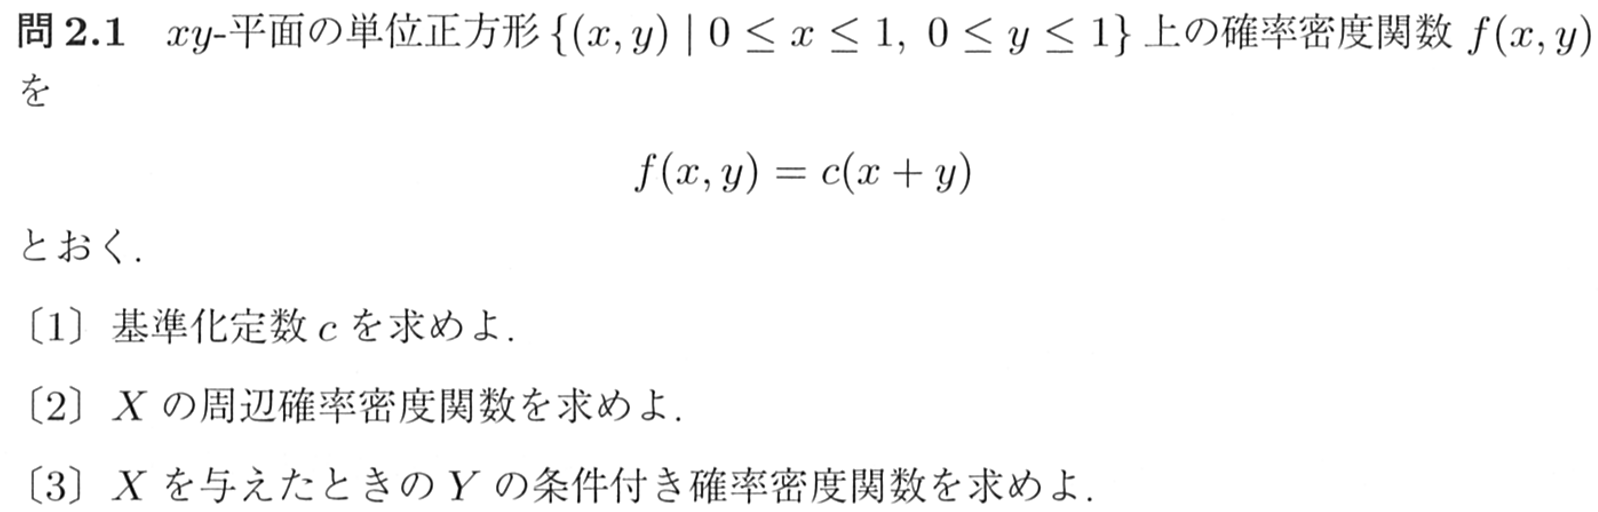 問 2.1 xy-平面の単位正方形 {(x, y) | 0 ≤ x ≤ 1, 0 ≤ y ≤ 1} 上の確率密度関数 f(x, y)
を
f(x, y) = c(x + y)
とおく.
〔1〕 基準化定数 c を求めよ.
〔2〕 X の周辺確率密度関数を求めよ.
〔3〕 X を与えたときの Y の条件付き確率密度関数を求めよ.